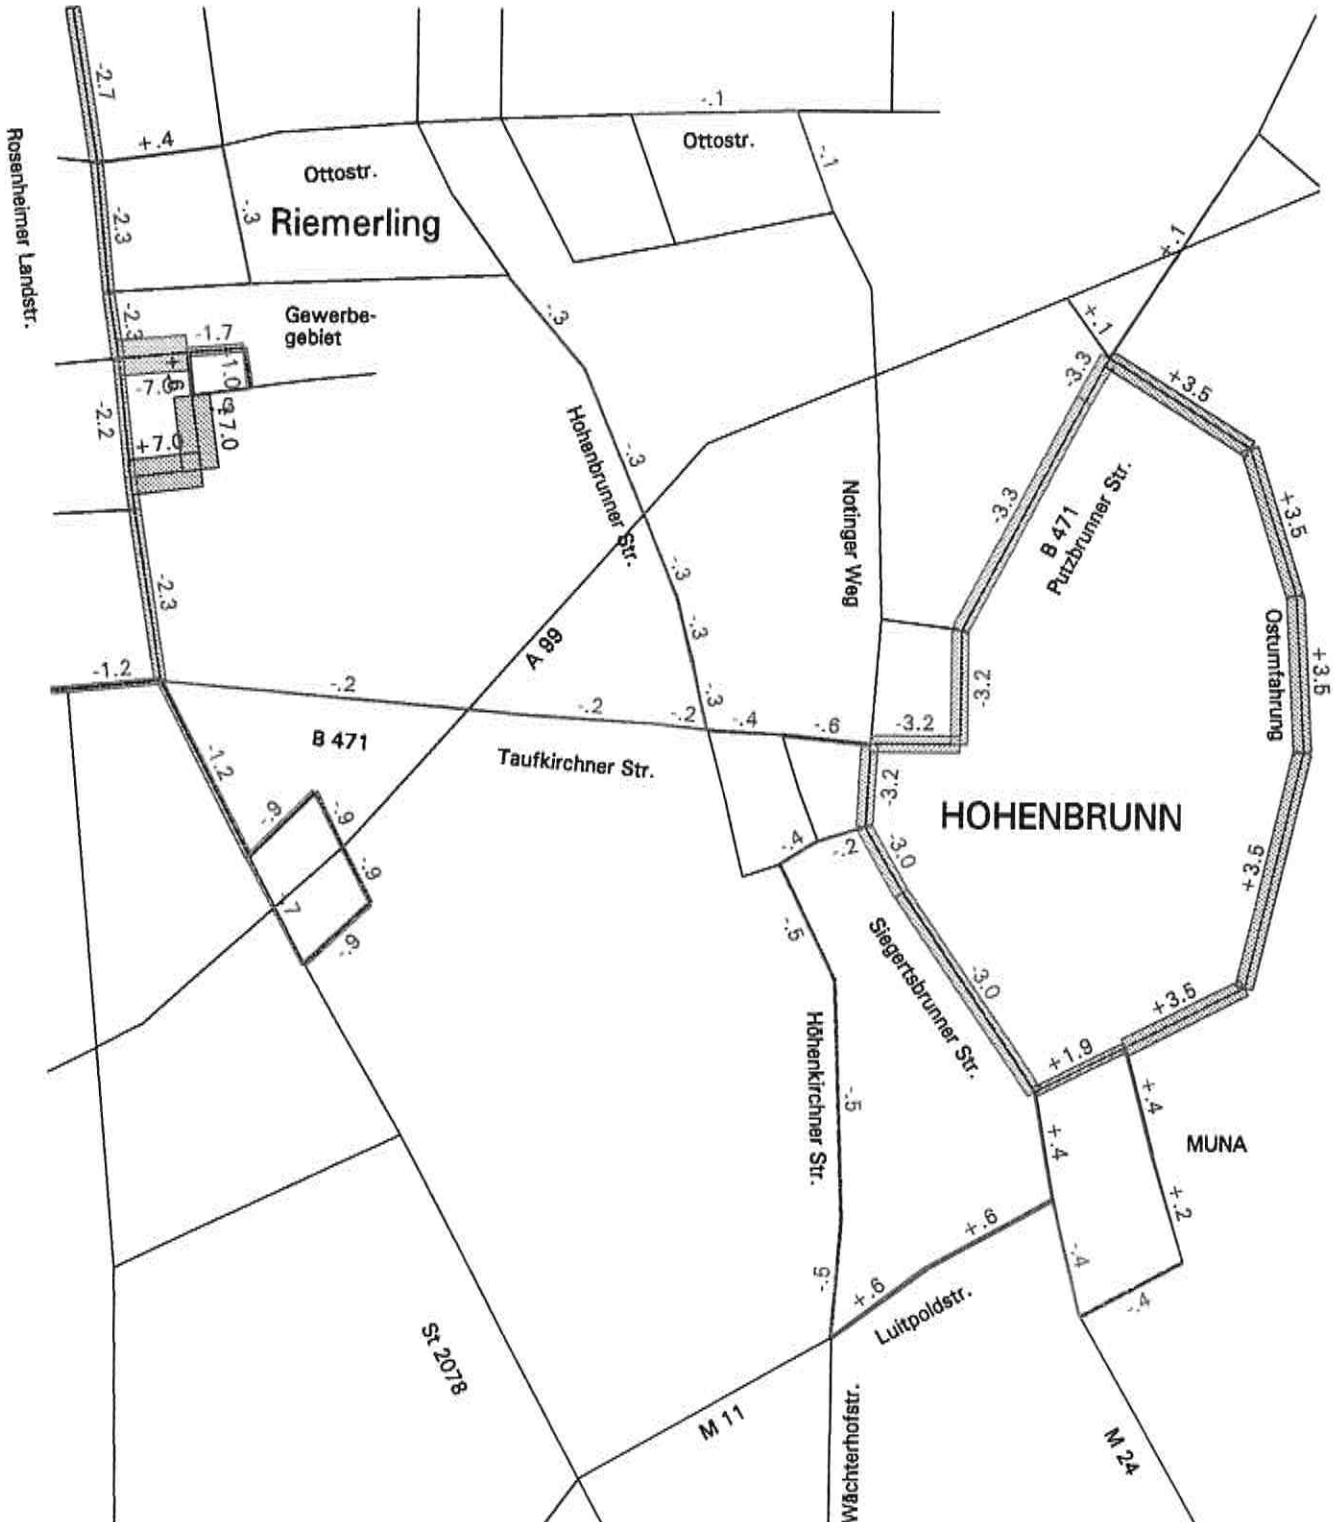 -.1
-2.7
+.4
Ottostr.
-.1
Rosenheimer Landstr.
Ottostr.
-.3
Riemerling
-2.3
+.1
-2.3
Gewerbe-
gebiet
-.3
+.1
-1.7
-3.3
+3.5
-7.0
+.6
1.0
-2.2
+7.0
+7.0
Hohenbrunner Str.
-.3
Notinger Weg
-3.3
B 471
Putzbrunner Str.
+3.5
-2.3
-.3
A 99
-.3
Ostumfahrung
+3.5
-1.2
-.2
-.3
-3.2
-.2
-.2
-.4
-.6
-3.2
B 471
Taufkirchner Str.
-1.2
-3.2
HOHENBRUNN
-.9
-.9
-.4
-.2
-3.0
-.9
+3.5
-.7
-.9
-.5
Siegertsbrunner Str.
-3.0
+3.5
Höhenkirchner Str.
+1.9
-.5
+.4
+.4
MUNA
+.2
+.6
-.4
-.5
+.6
-.4
Luitpoldstr.
St 2078
M 11
Wächterhofstr.
M 24